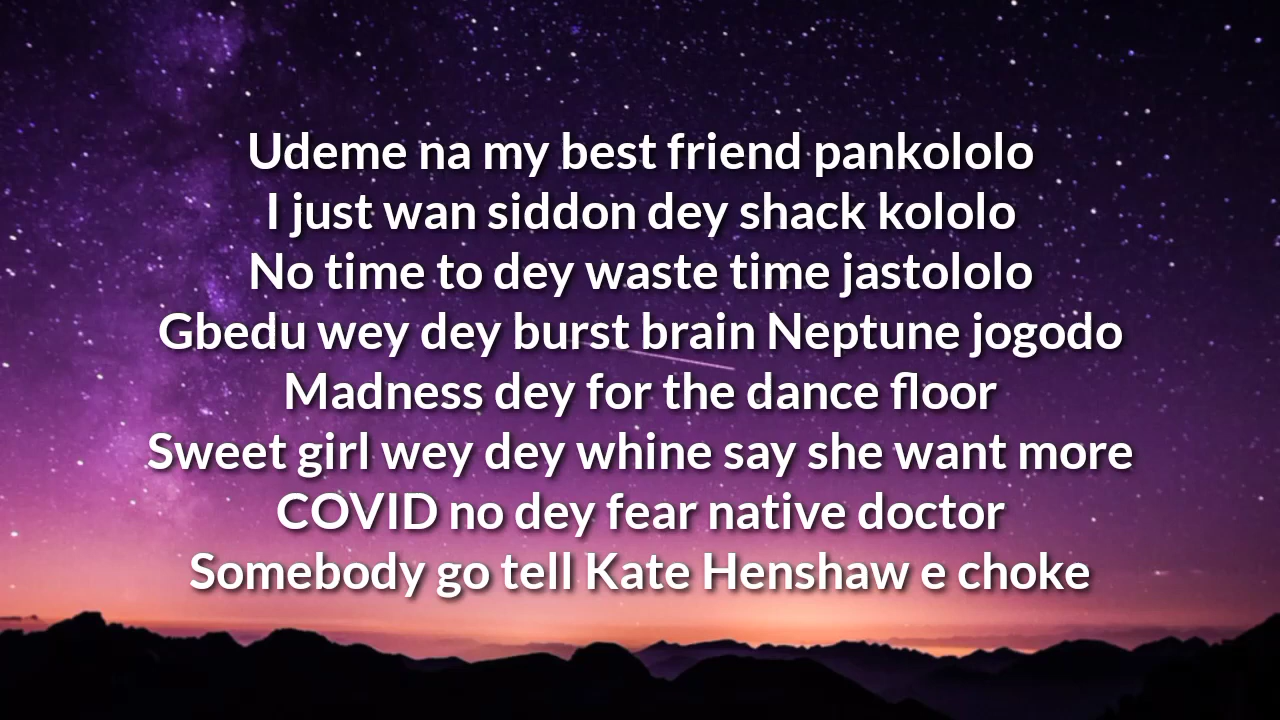 Udeme na my best friend pankololo
I just wan siddon dey shack kololo
No time to dey waste time jastololo
Gbedu wey dey burst brain Neptune jogodo
Madness dey for the dance floor
Sweet girl wey dey whine say she want more
COVID no dey fear native doctor
Somebody go tell Kate Henshaw e choke